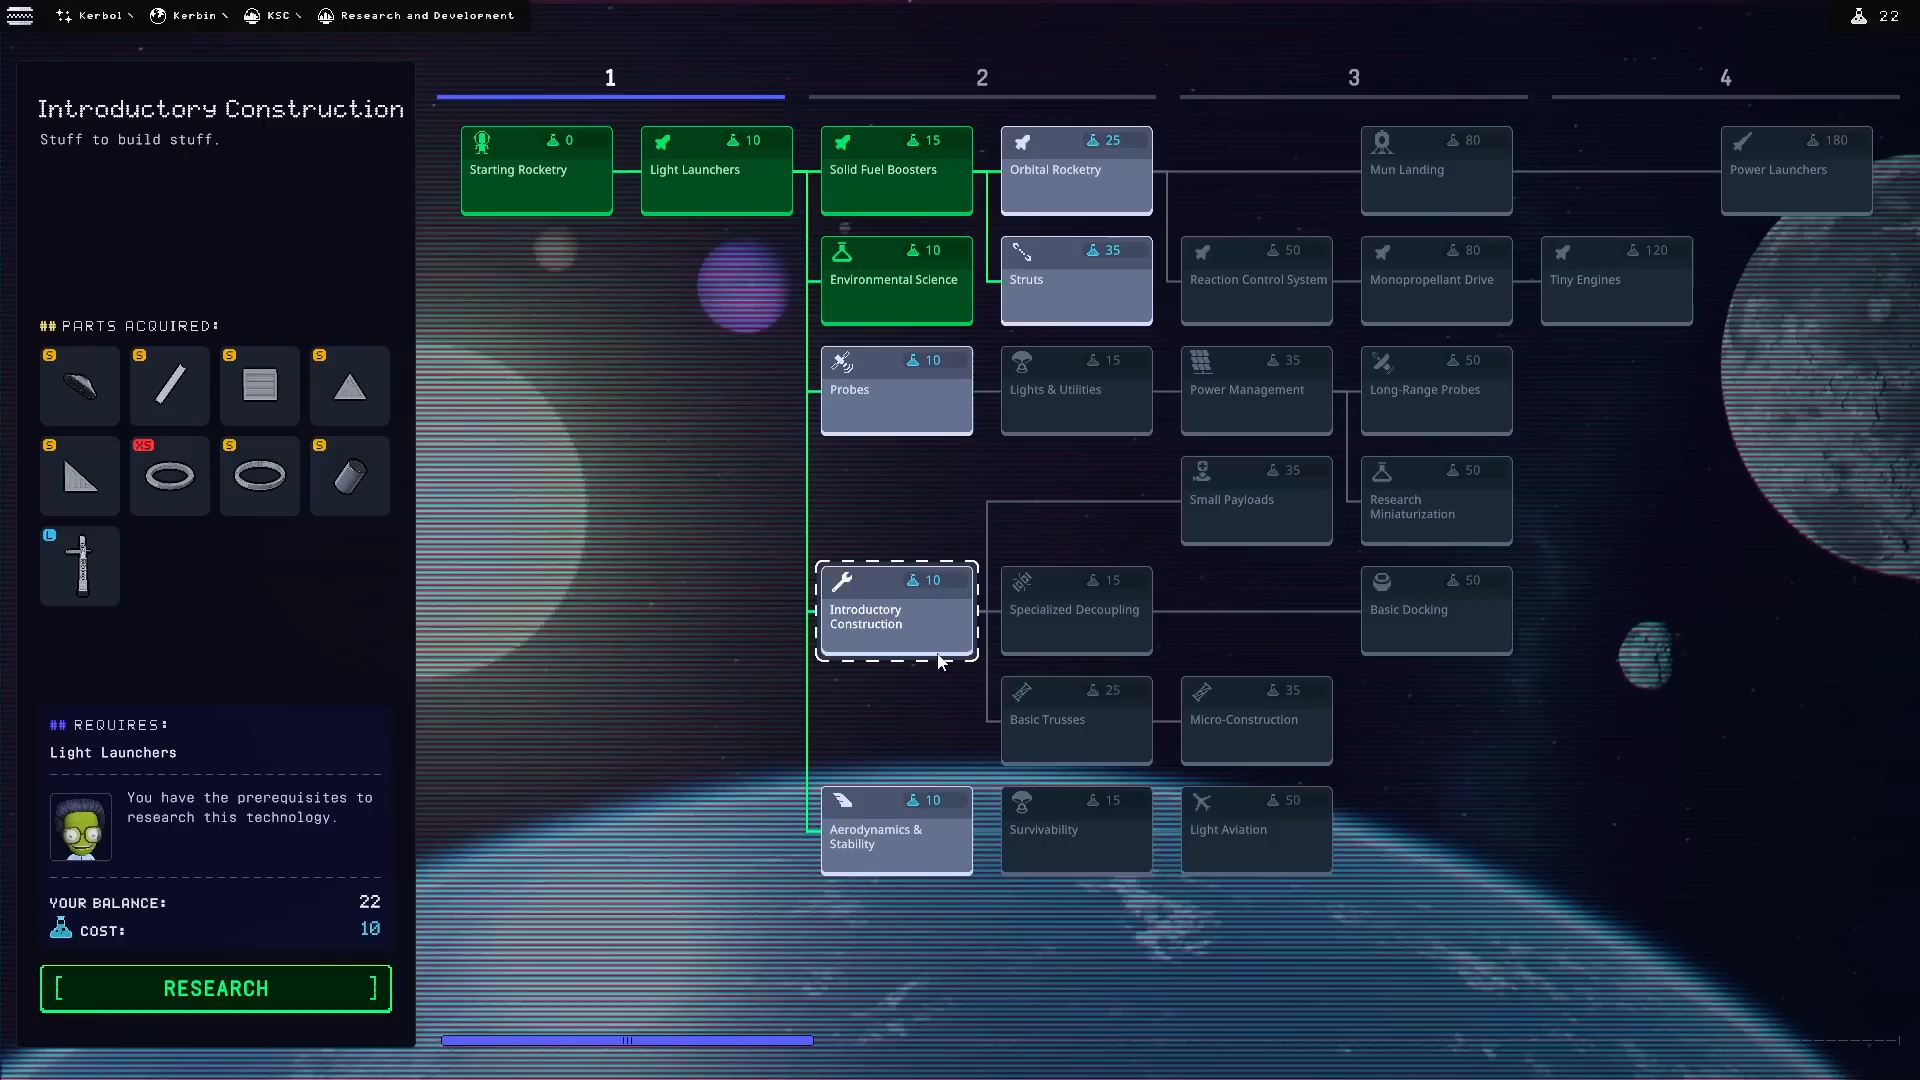 Kerbol
Kerbin
KSC
Research and Development
22
Introductory Construction
Stuff to build stuff.
## PARTS ACQUIRED:
S
S
S
S
S
XS
S
S
L
## REQUIRES:
Light Launchers
You have the prerequisites to
research this technology.
YOUR BALANCE: 22
COST: 10
[ RESEARCH ]
1
2
3
4
0
Starting Rocketry
10
Light Launchers
15
Solid Fuel Boosters
25
Orbital Rocketry
80
Mun Landing
180
Power Launchers
10
Environmental Science
35
Struts
50
Reaction Control System
80
Monopropellant Drive
120
Tiny Engines
10
Probes
15
Lights & Utilities
35
Power Management
50
Long-Range Probes
35
Small Payloads
50
Research
Miniaturization
10
Introductory
Construction
15
Specialized Decoupling
50
Basic Docking
25
Basic Trusses
35
Micro-Construction
10
Aerodynamics &
Stability
15
Survivability
50
Light Aviation